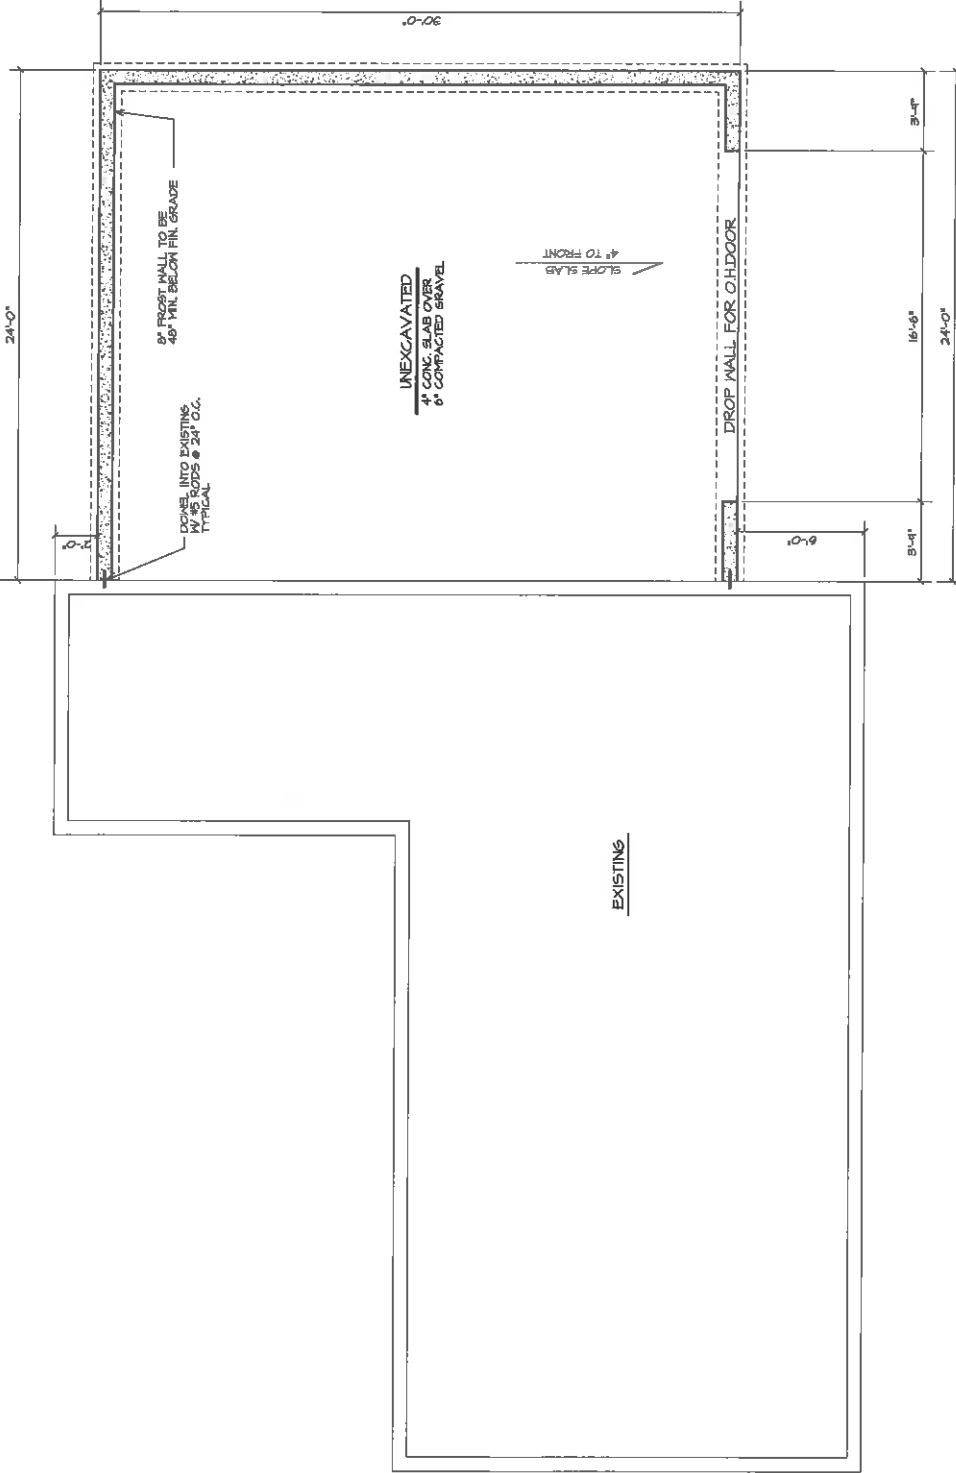 24'-0"
2'-0"
8" FROST WALL TO BE
48" MIN. BELOW FIN. GRADE
DOWEL INTO EXISTING
W/ #5 RODS @ 24" O.C.
TYPICAL
30'-0"
UNEXCAVATED
4" CONC. SLAB OVER
6" COMPACTED GRAVEL
SLOPE SLAB
4" TO FRONT
EXISTING
DROP WALL FOR O.H.DOOR
6'-0"
3'-9"
16'-6"
3'-9"
24'-0"